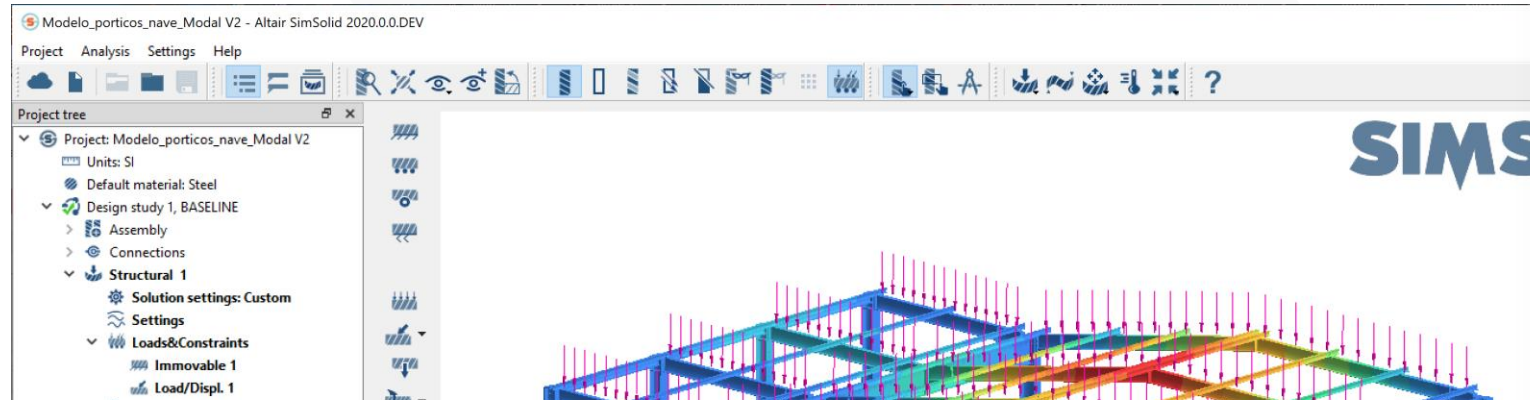 Modelo_porticos_nave_Modal V2 - Altair SimSolid 2020.0.0.DEV
Project Analysis Settings Help
Project tree
Project: Modelo_porticos_nave_Modal V2
Units: SI
Default material: Steel
Design study 1, BASELINE
Assembly
Connections
Structural 1
Solution settings: Custom
Settings
Loads&Constraints
Immovable 1
Load/Displ. 1
SIMS